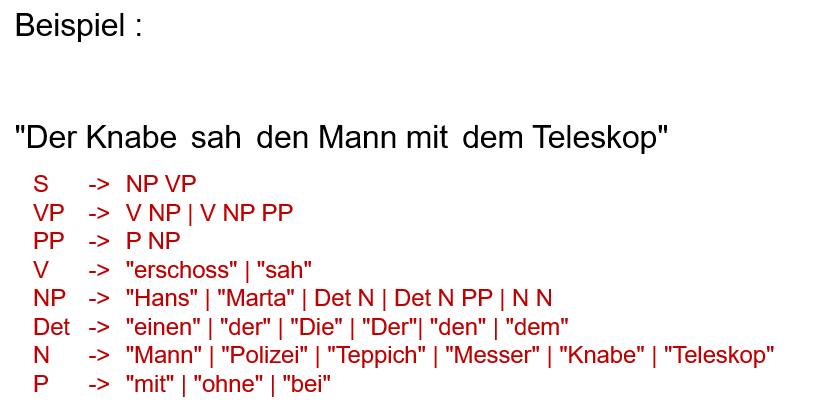 Beispiel :
"Der Knabe sah den Mann mit dem Teleskop"
S -> NP VP
VP -> V NP | V NP PP
PP -> P NP
V -> "erschoss" | "sah"
NP -> "Hans" | "Marta" | Det N | Det N PP | N N
Det -> "einen" | "der" | "Die" | "Der"| "den" | "dem"
N -> "Mann" | "Polizei" | "Teppich" | "Messer" | "Knabe" | "Teleskop"
P -> "mit" | "ohne" | "bei"